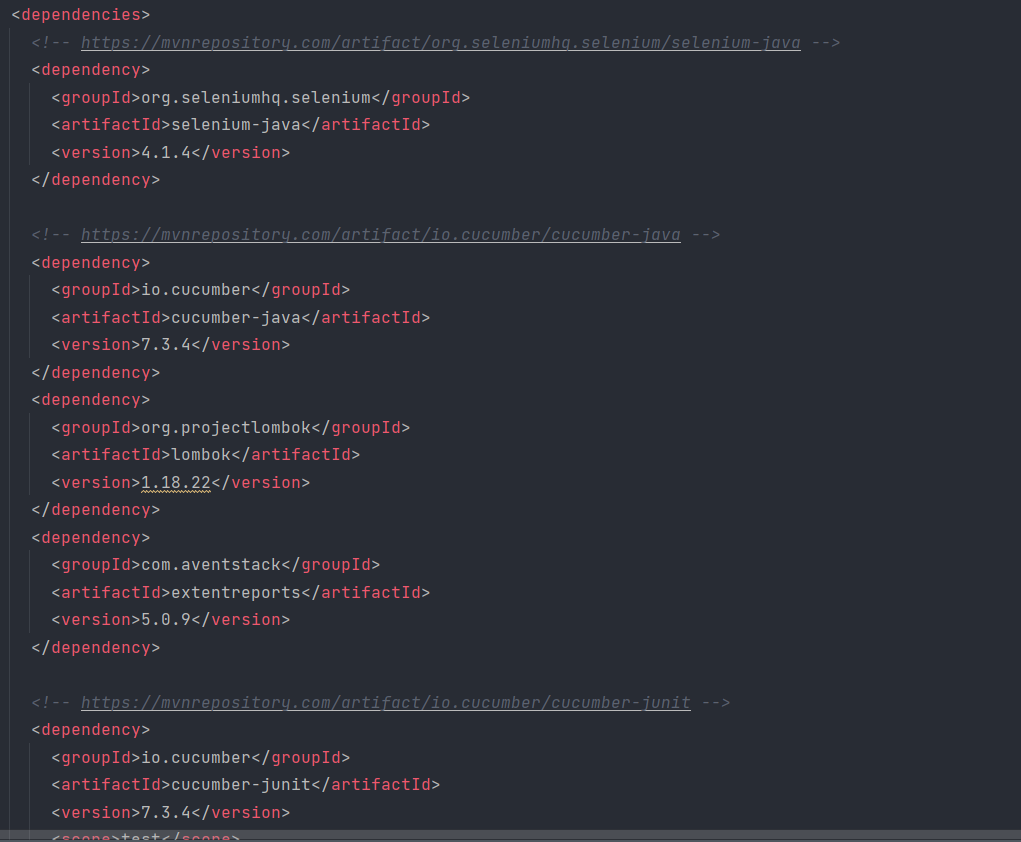 <dependencies>
<!-- https://mvnrepository.com/artifact/org.seleniumhq.selenium/selenium-java -->
<dependency>
<groupId>org.seleniumhq.selenium</groupId>
<artifactId>selenium-java</artifactId>
<version>4.1.4</version>
</dependency>
<!-- https://mvnrepository.com/artifact/io.cucumber/cucumber-java -->
<dependency>
<groupId>io.cucumber</groupId>
<artifactId>cucumber-java</artifactId>
<version>7.3.4</version>
</dependency>
<dependency>
<groupId>org.projectlombok</groupId>
<artifactId>lombok</artifactId>
<version>1.18.22</version>
</dependency>
<dependency>
<groupId>com.aventstack</groupId>
<artifactId>extentreports</artifactId>
<version>5.0.9</version>
</dependency>
<!-- https://mvnrepository.com/artifact/io.cucumber/cucumber-junit -->
<dependency>
<groupId>io.cucumber</groupId>
<artifactId>cucumber-junit</artifactId>
<version>7.3.4</version>
<scope>test</scope>